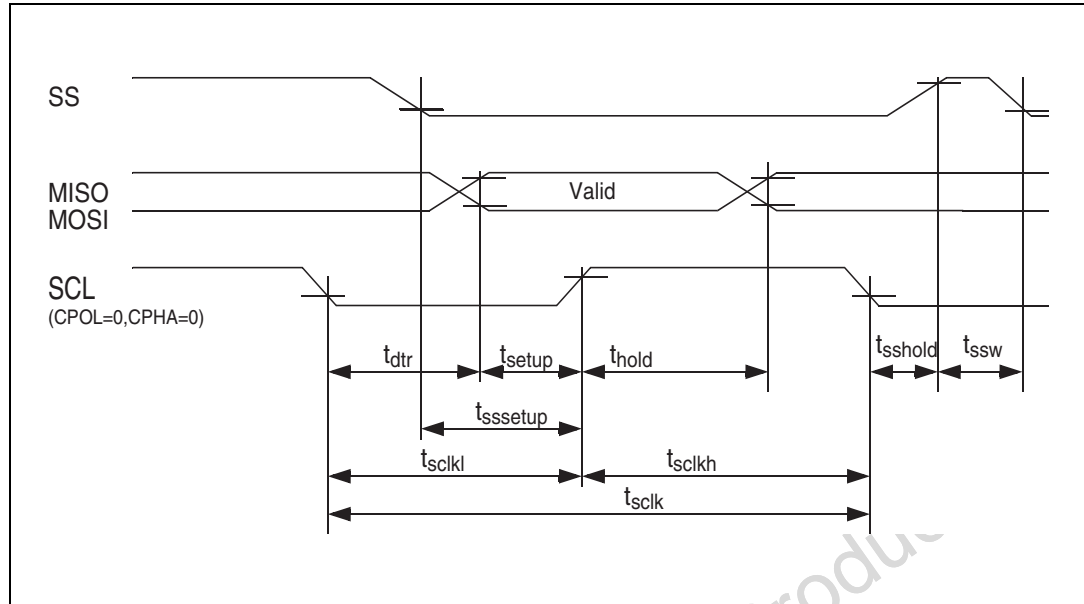 SS
MISO
MOSI
Valid
SCL
(CPOL=0,CPHA=0)
tdtr
tsetup
thold
tsshold
tssw
tsssetup
tsclkl
tsclkh
tsclk